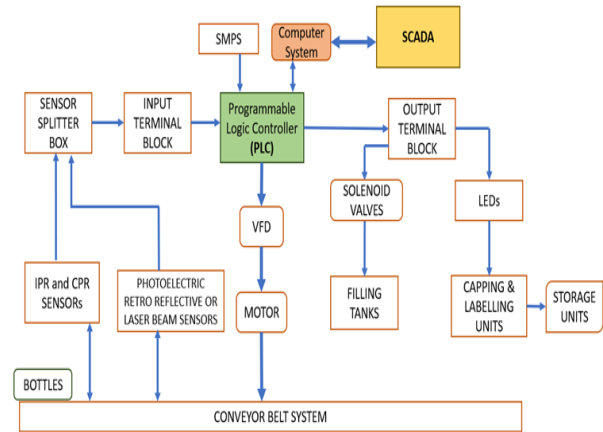 SMPS
Computer
System
SCADA
SENSOR
SPLITTER
BOX
INPUT
TERMINAL
BLOCK
Programmable
Logic Controller
(PLC)
OUTPUT
TERMINAL
BLOCK
SOLENOID
VALVES
LEDs
VFD
IPR and CPR
SENSORs
PHOTOELECTRIC
RETRO REFLECTIVE OR
LASER BEAM SENSORS
MOTOR
FILLING
TANKS
CAPPING &
LABELLING
UNITS
STORAGE
UNITS
BOTTLES
CONVEYOR BELT SYSTEM